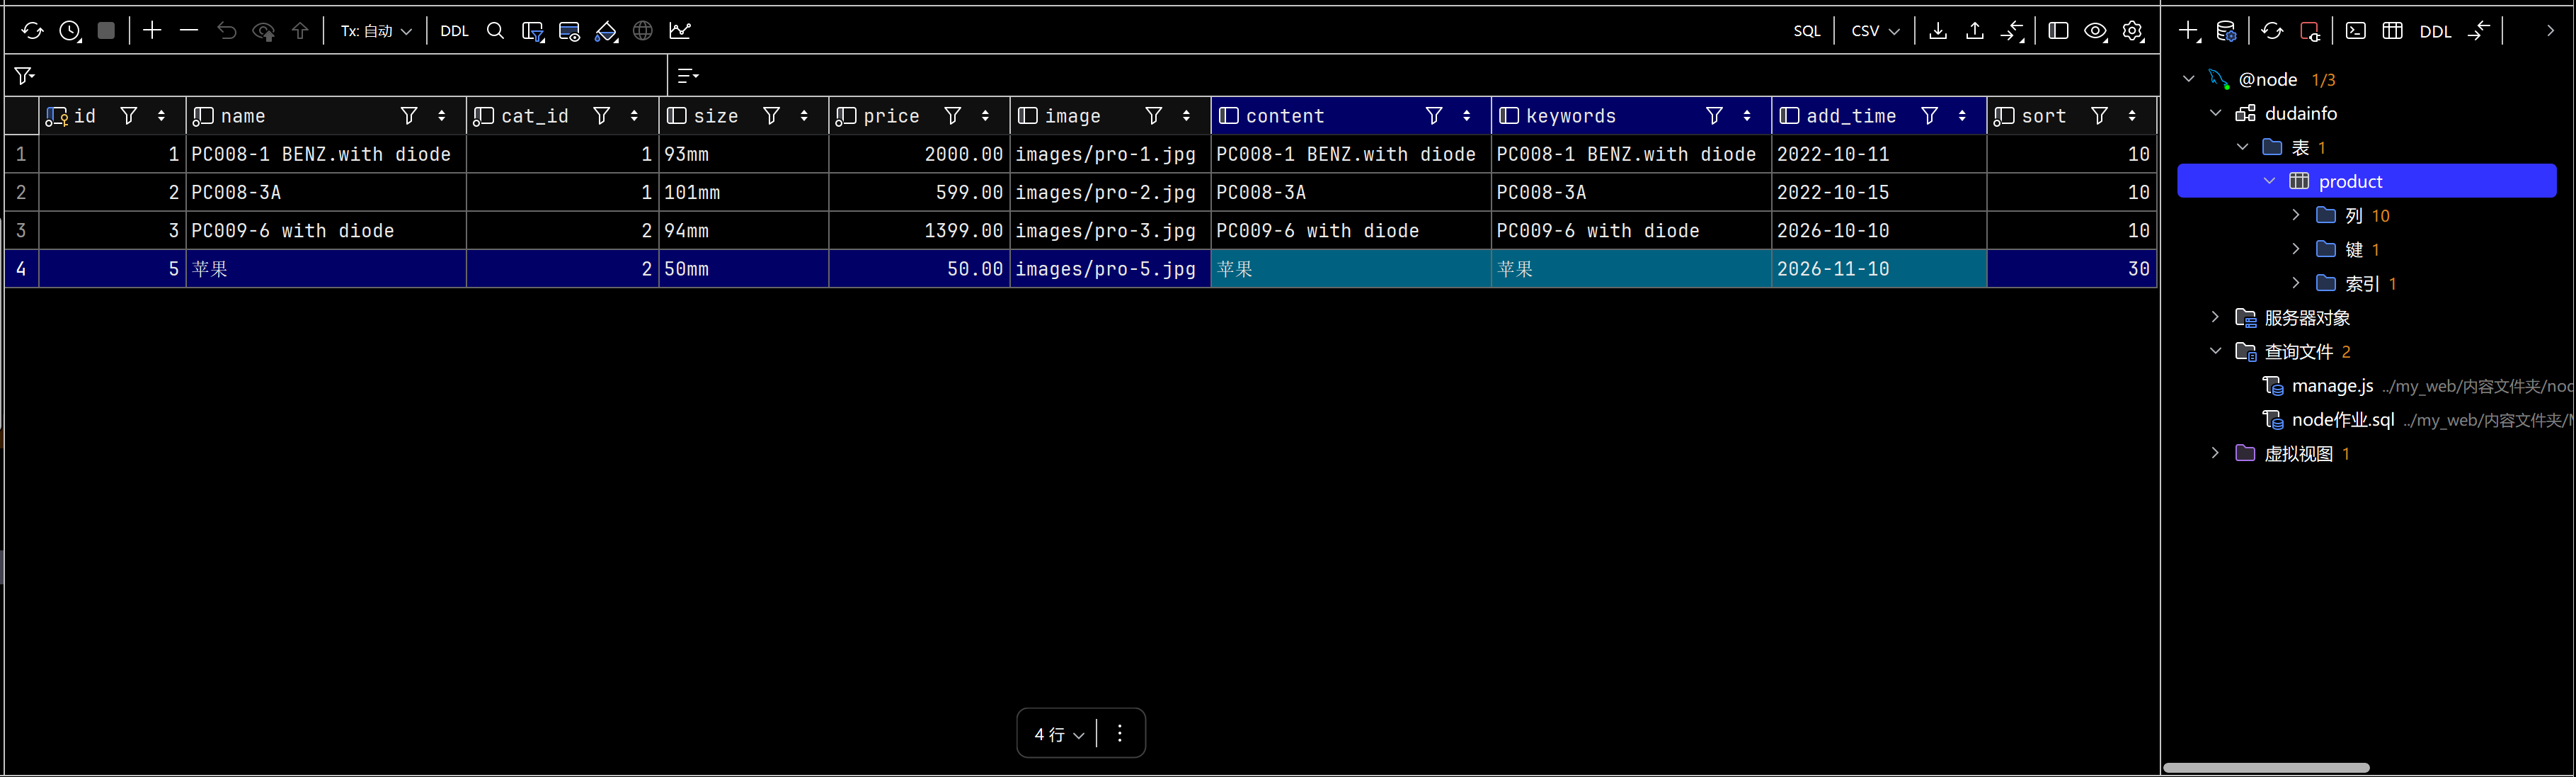 Tx: 自动 DDL SQL CSV DDL
id name cat_id size price image content keywords add_time sort
1 1 PC008-1 BENZ.with diode 1 93mm 2000.00 images/pro-1.jpg PC008-1 BENZ.with diode PC008-1 BENZ.with diode 2022-10-11 10
2 2 PC008-3A 1 101mm 599.00 images/pro-2.jpg PC008-3A PC008-3A 2022-10-15 10
3 3 PC009-6 with diode 2 94mm 1399.00 images/pro-3.jpg PC009-6 with diode PC009-6 with diode 2026-10-10 10
4 5 苹果 2 50mm 50.00 images/pro-5.jpg 苹果 苹果 2026-11-10 30
4 行
@node 1/3
dudainfo
表 1
product
列 10
键 1
索引 1
服务器对象
查询文件 2
manage.js ../my_web/内容文件夹/nod
node作业.sql ../my_web/内容文件夹/
虚拟视图 1